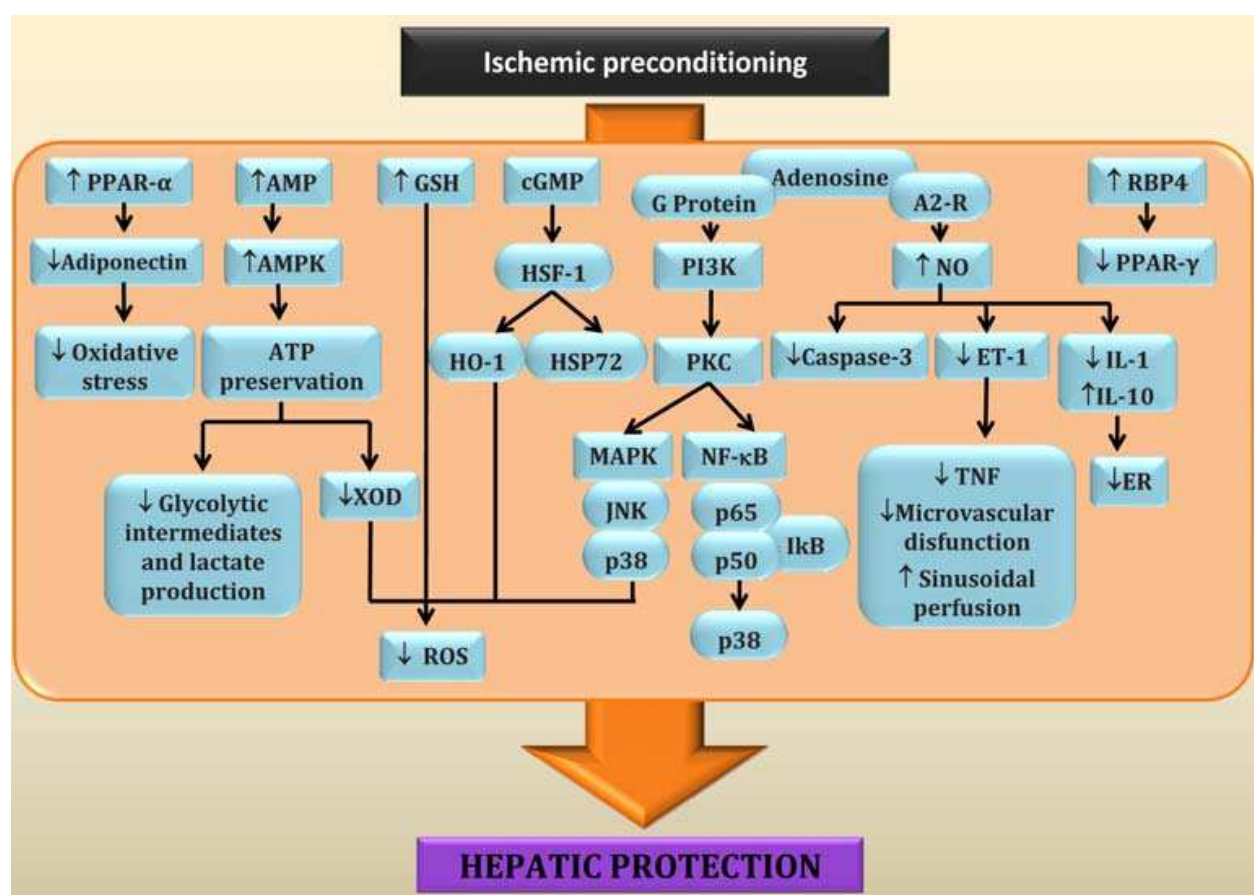 Ischemic preconditioning
↑ PPAR-α
↓Adiponectin
↓ Oxidative
stress
↑AMP
↑AMPK
ATP
preservation
↓ Glycolytic
intermediates
and lactate
production
↓XOD
↑ GSH
↓ ROS
cGMP
HSF-1
HO-1
HSP72
Adenosine
G Protein
PI3K
PKC
MAPK
JNK
p38
NF-κB
p65
p50
IkB
p38
A2-R
↑ NO
↓Caspase-3
↓ ET-1
↓ TNF
↓Microvascular
disfunction
↑ Sinusoidal
perfusion
↓ IL-1
↑IL-10
↓ER
↑ RBP4
↓ PPAR-γ
HEPATIC PROTECTION